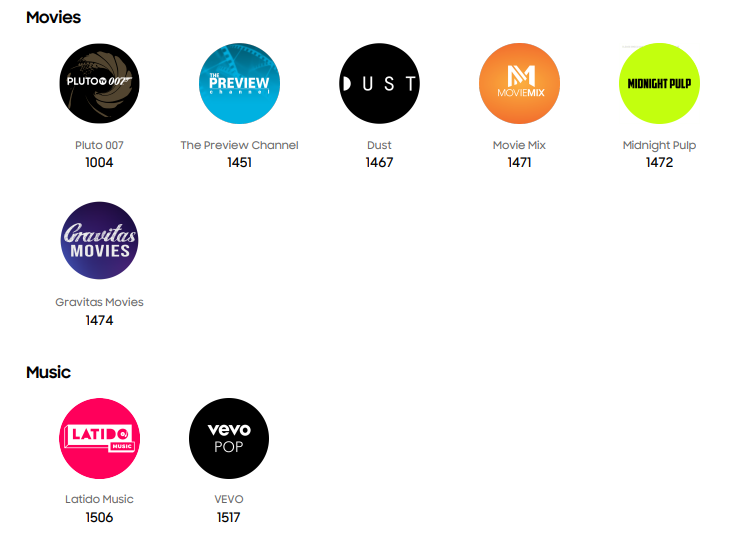 Movies
PLUTO TV 007
THE PREVIEW channel
DUST
M MOVIEMIX
MIDNIGHT PULP
Pluto 007
The Preview Channel
Dust
Movie Mix
Midnight Pulp
1004
1451
1467
1471
1472
Gravitas
MOVIES
Gravitas Movies
1474
Music
LATIDO
MUSIC
vevo
POP
Latido Music
VEVO
1506
1517